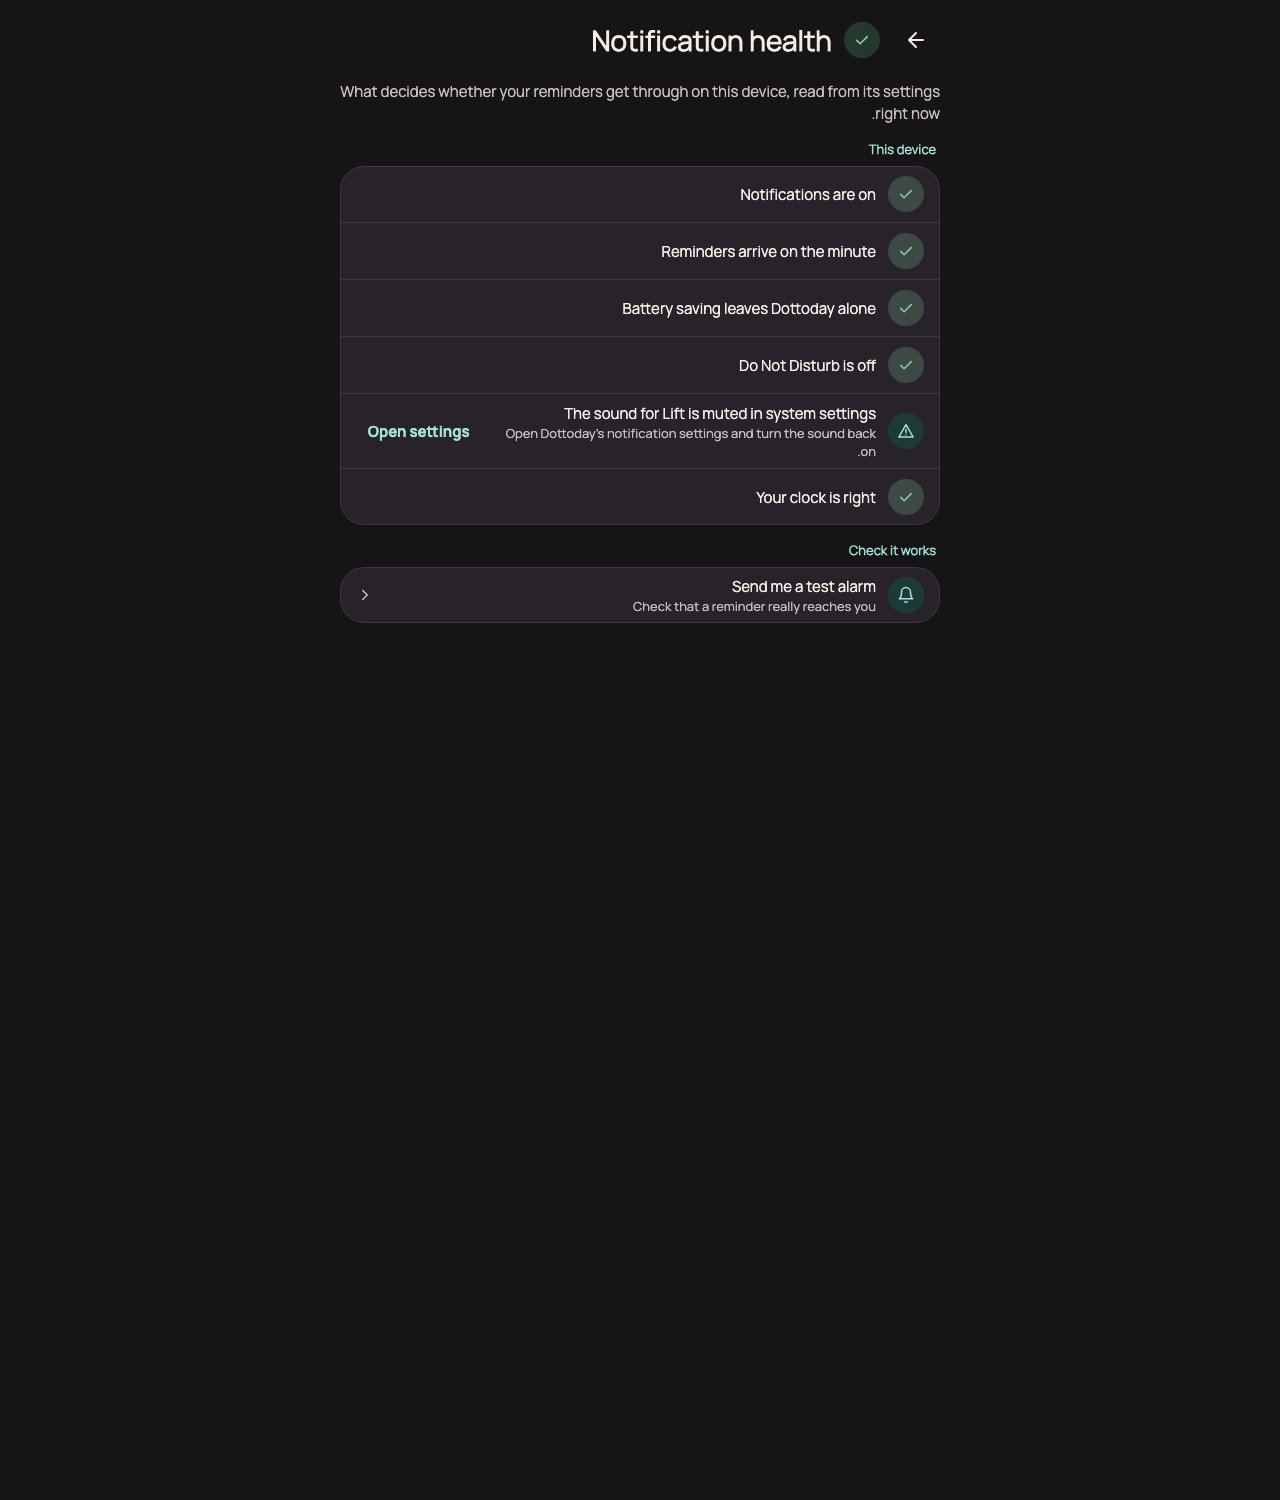 Notification health
What decides whether your reminders get through on this device, read from its settings
.right now
This device
Notifications are on
Reminders arrive on the minute
Battery saving leaves Dottoday alone
Do Not Disturb is off
The sound for Lift is muted in system settings
Open Dottoday's notification settings and turn the sound back
.on
Open settings
Your clock is right
Check it works
Send me a test alarm
Check that a reminder really reaches you